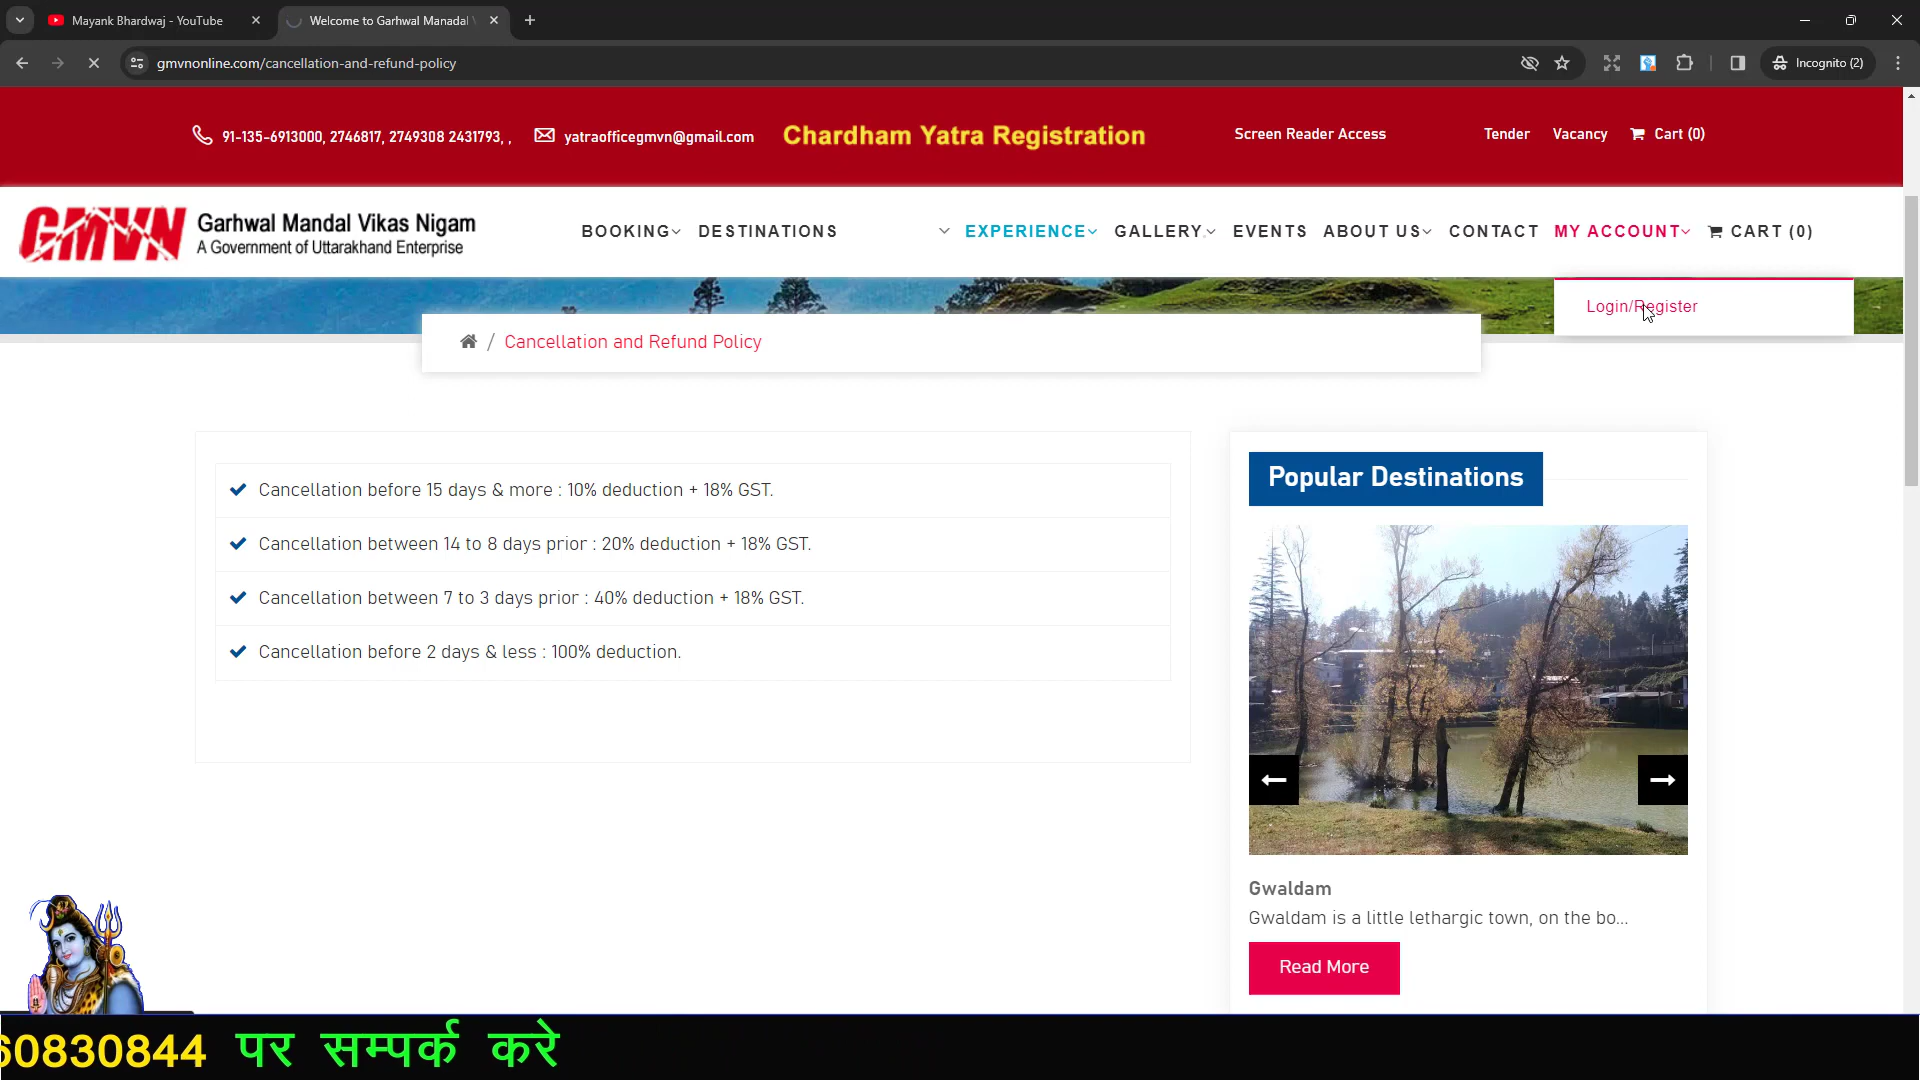 Mayank Bhardwaj - YouTube
Welcome to Garhwal Manadal
gmvnonline.com/cancellation-and-refund-policy
Incognito (2)
91-135-6913000, 2746817, 2749308 2431793, ,
yatraofficegmvn@gmail.com
Chardham Yatra Registration
Screen Reader Access
Tender
Vacancy
Cart (0)
GMVN
Garhwal Mandal Vikas Nigam
A Government of Uttarakhand Enterprise
BOOKING
DESTINATIONS
EXPERIENCE
GALLERY
EVENTS
ABOUT US
CONTACT
MY ACCOUNT
CART (0)
Login/Register
/ Cancellation and Refund Policy
Cancellation before 15 days & more : 10% deduction + 18% GST.
Cancellation between 14 to 8 days prior : 20% deduction + 18% GST.
Cancellation between 7 to 3 days prior : 40% deduction + 18% GST.
Cancellation before 2 days & less : 100% deduction.
Popular Destinations
Gwaldam
Gwaldam is a little lethargic town, on the bo...
Read More
60830844 पर सम्पर्क करे